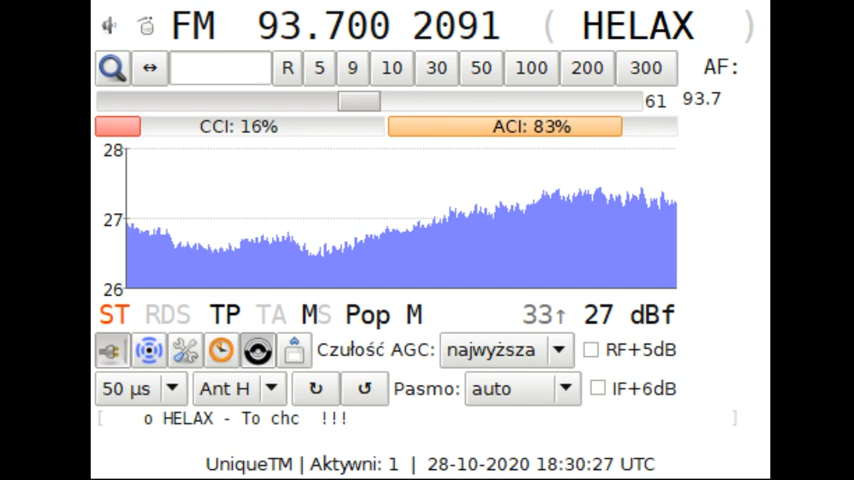 FM 93.700 2091 ( HELAX )
R 5 9 10 30 50 100 200 300 AF:
61 93.7
CCI: 16% ACI: 83%
28
27
26
ST RDS TP TA MS Pop M 33↑ 27 dBf
Czułość AGC: najwyższa RF+5dB
50 µs Ant H ↻ ↺ Pasmo: auto IF+6dB
[ o HELAX - To chc !!! ]
UniqueTM | Aktywni: 1 | 28-10-2020 18:30:27 UTC